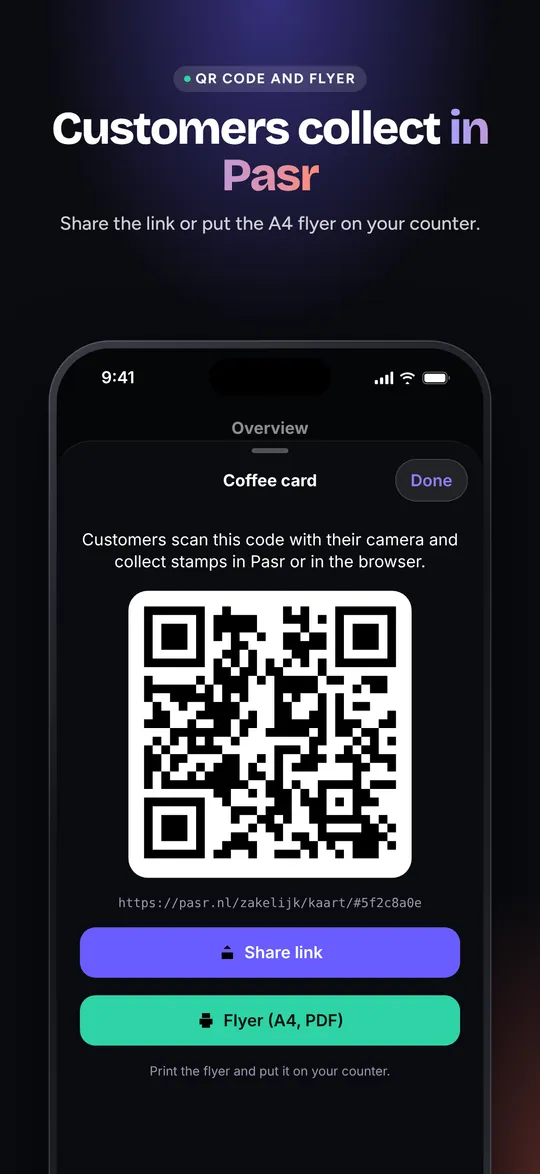 QR CODE AND FLYER
Customers collect in
Pasr
Share the link or put the A4 flyer on your counter.
9:41
Overview
Coffee card
Done
Customers scan this code with their camera and
collect stamps in Pasr or in the browser.
https://pasr.nl/zakelijk/kaart/#5f2c8a0e
Share link
Flyer (A4, PDF)
Print the flyer and put it on your counter.